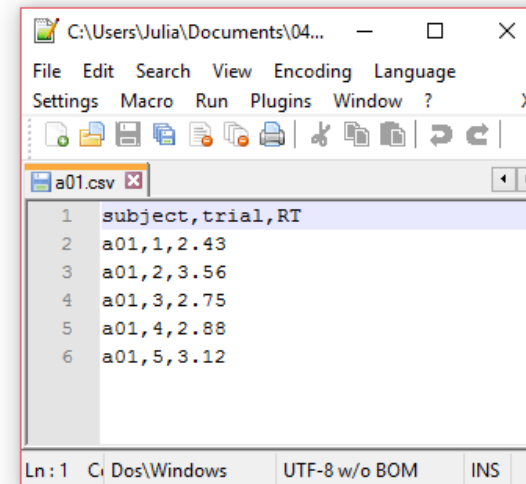 C:\Users\Julia\Documents\04...
File Edit Search View Encoding Language
Settings Macro Run Plugins Window ?
a01.csv
1 subject,trial,RT
2 a01,1,2.43
3 a01,2,3.56
4 a01,3,2.75
5 a01,4,2.88
6 a01,5,3.12
Ln : 1 Dos\Windows UTF-8 w/o BOM INS